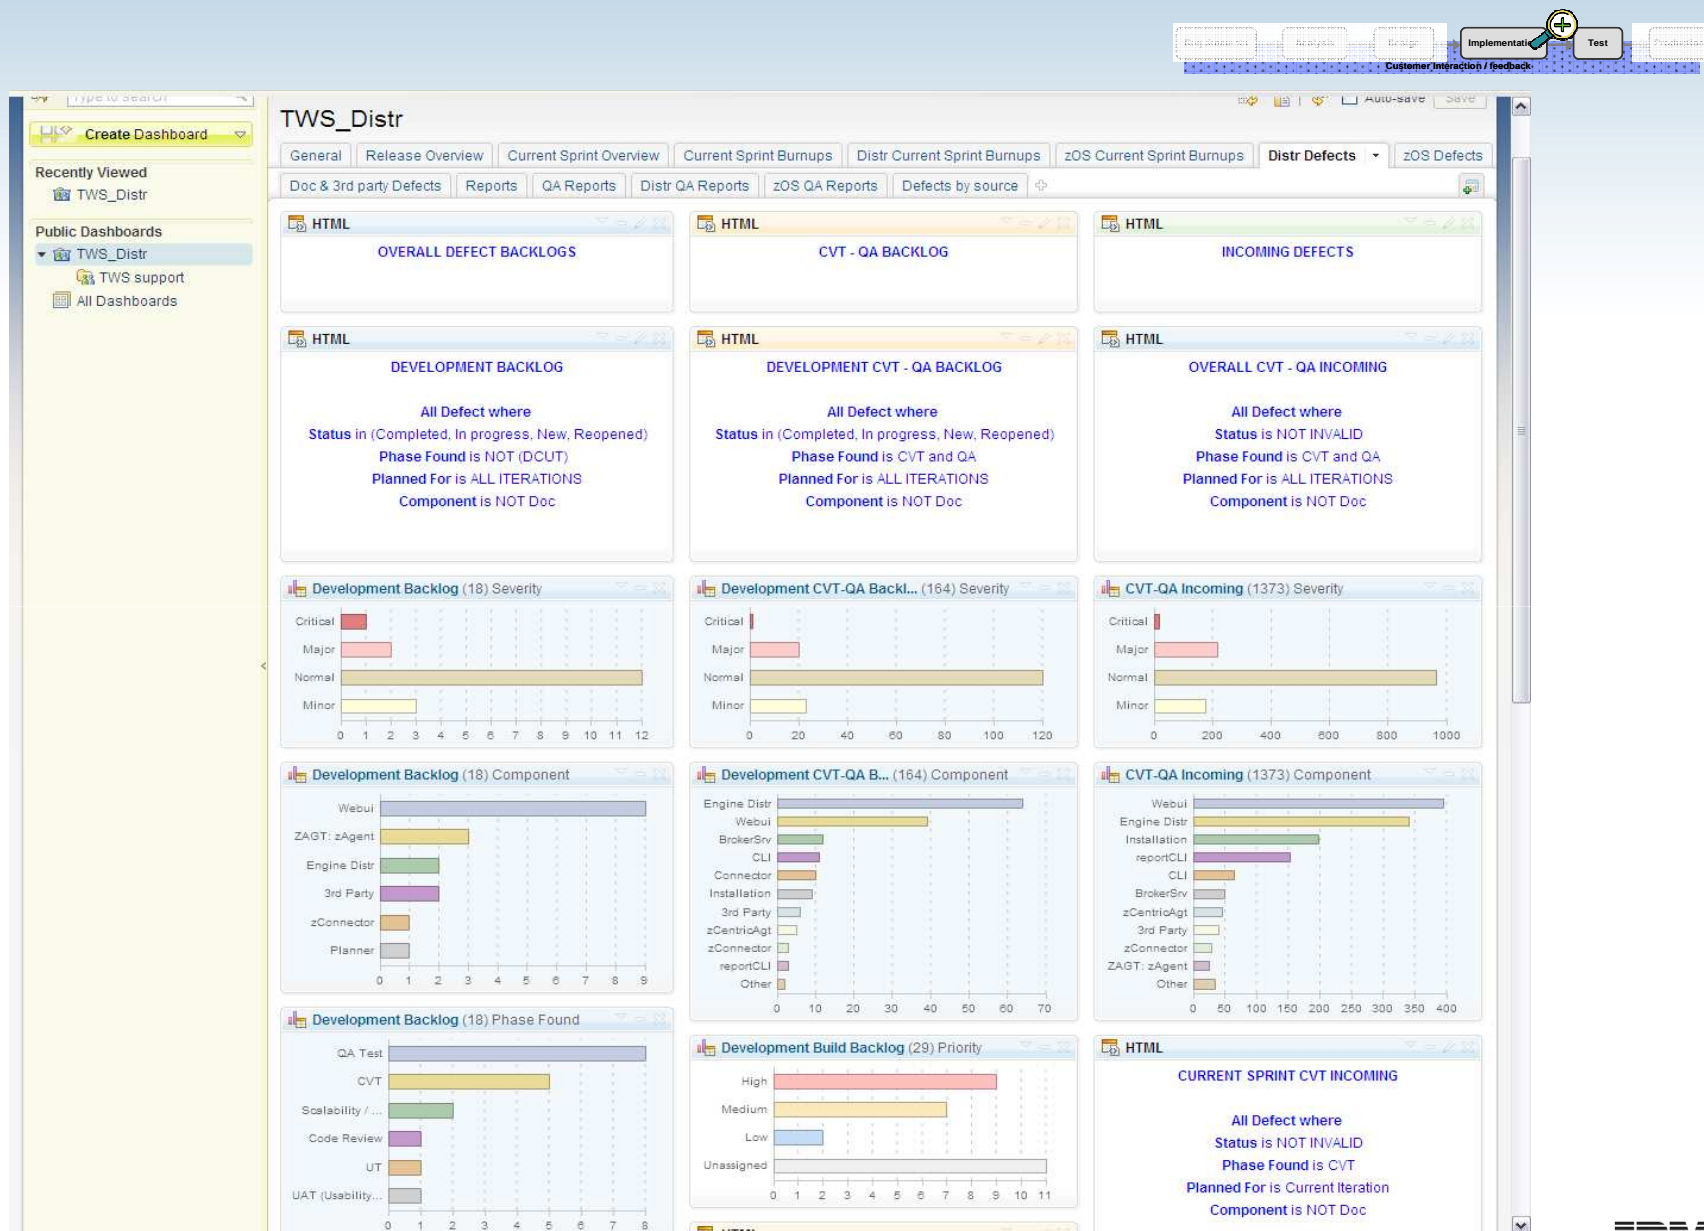 Requirements
Analysis
Design
Implementati
Test
Customer Interaction / feedback
Type to search
Create Dashboard
Recently Viewed
TWS_Distr
Public Dashboards
TWS_Distr
TWS support
All Dashboards
TWS_Distr
Auto-save
Save
General
Release Overview
Current Sprint Overview
Current Sprint Burnups
Distr Current Sprint Burnups
zOS Current Sprint Burnups
Distr Defects
zOS Defects
Doc & 3rd party Defects
Reports
QA Reports
Distr QA Reports
zOS QA Reports
Defects by source
HTML
OVERALL DEFECT BACKLOGS
HTML
CVT - QA BACKLOG
HTML
INCOMING DEFECTS
HTML
DEVELOPMENT BACKLOG
All Defect where
Status in (Completed, In progress, New, Reopened)
Phase Found is NOT (DCUT)
Planned For is ALL ITERATIONS
Component is NOT Doc
HTML
DEVELOPMENT CVT - QA BACKLOG
All Defect where
Status in (Completed, In progress, New, Reopened)
Phase Found is CVT and QA
Planned For is ALL ITERATIONS
Component is NOT Doc
HTML
OVERALL CVT - QA INCOMING
All Defect where
Status is NOT INVALID
Phase Found is CVT and QA
Planned For is ALL ITERATIONS
Component is NOT Doc
Development Backlog (18) Severity
Critical
Major
Normal
Minor
0 1 2 3 4 5 6 7 8 9 10 11 12
Development CVT-QA Backl... (164) Severity
Critical
Major
Normal
Minor
0 20 40 60 80 100 120
CVT-QA Incoming (1373) Severity
Critical
Major
Normal
Minor
0 200 400 600 800 1000
Development Backlog (18) Component
Webui
ZAGT: zAgent
Engine Distr
3rd Party
zConnector
Planner
0 1 2 3 4 5 6 7 8 9
Development CVT-QA B... (164) Component
Engine Distr
Webui
BrokerSrv
CLI
Connector
Installation
3rd Party
zCentricAgt
zConnector
reportCLI
Other
0 10 20 30 40 50 60 70
CVT-QA Incoming (1373) Component
Webui
Engine Distr
Installation
reportCLI
CLI
BrokerSrv
zCentricAgt
3rd Party
zConnector
ZAGT: zAgent
Other
0 50 100 150 200 250 300 350 400
Development Backlog (18) Phase Found
QA Test
CVT
Scalability / ...
Code Review
UT
UAT (Usability...
0 1 2 3 4 5 6 7 8
Development Build Backlog (29) Priority
High
Medium
Low
Unassigned
0 1 2 3 4 5 6 7 8 9 10 11
HTML
HTML
CURRENT SPRINT CVT INCOMING
All Defect where
Status is NOT INVALID
Phase Found is CVT
Planned For is Current Iteration
Component is NOT Doc